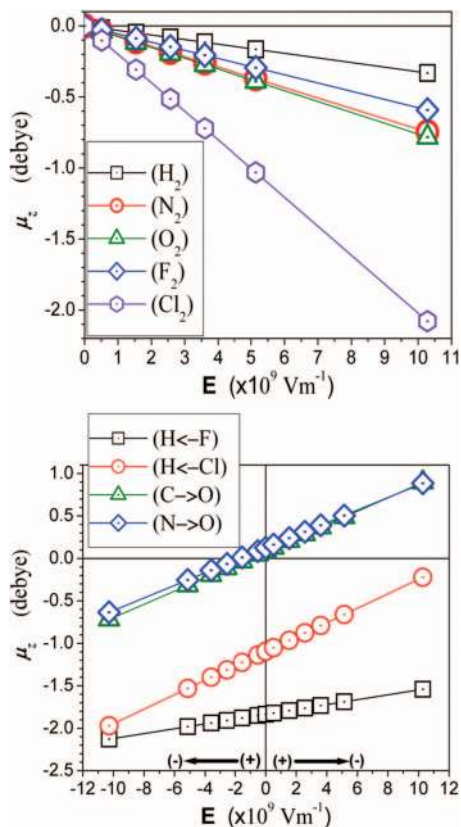 0.0
-0.5
-1.0
-1.5
-2.0
μz (debye)
(H2)
(N2)
(O2)
(F2)
(Cl2)
0 1 2 3 4 5 6 7 8 9 10 11
E (x10⁹ Vm⁻¹)
(H<–F)
(H<–Cl)
(C–>O)
(N–>O)
1.0
0.5
0.0
-0.5
-1.0
-1.5
-2.0
-2.5
μz (debye)
(-) (+) (+) (-)
-12 -10 -8 -6 -4 -2 0 2 4 6 8 10 12
E (x10⁹ Vm⁻¹)